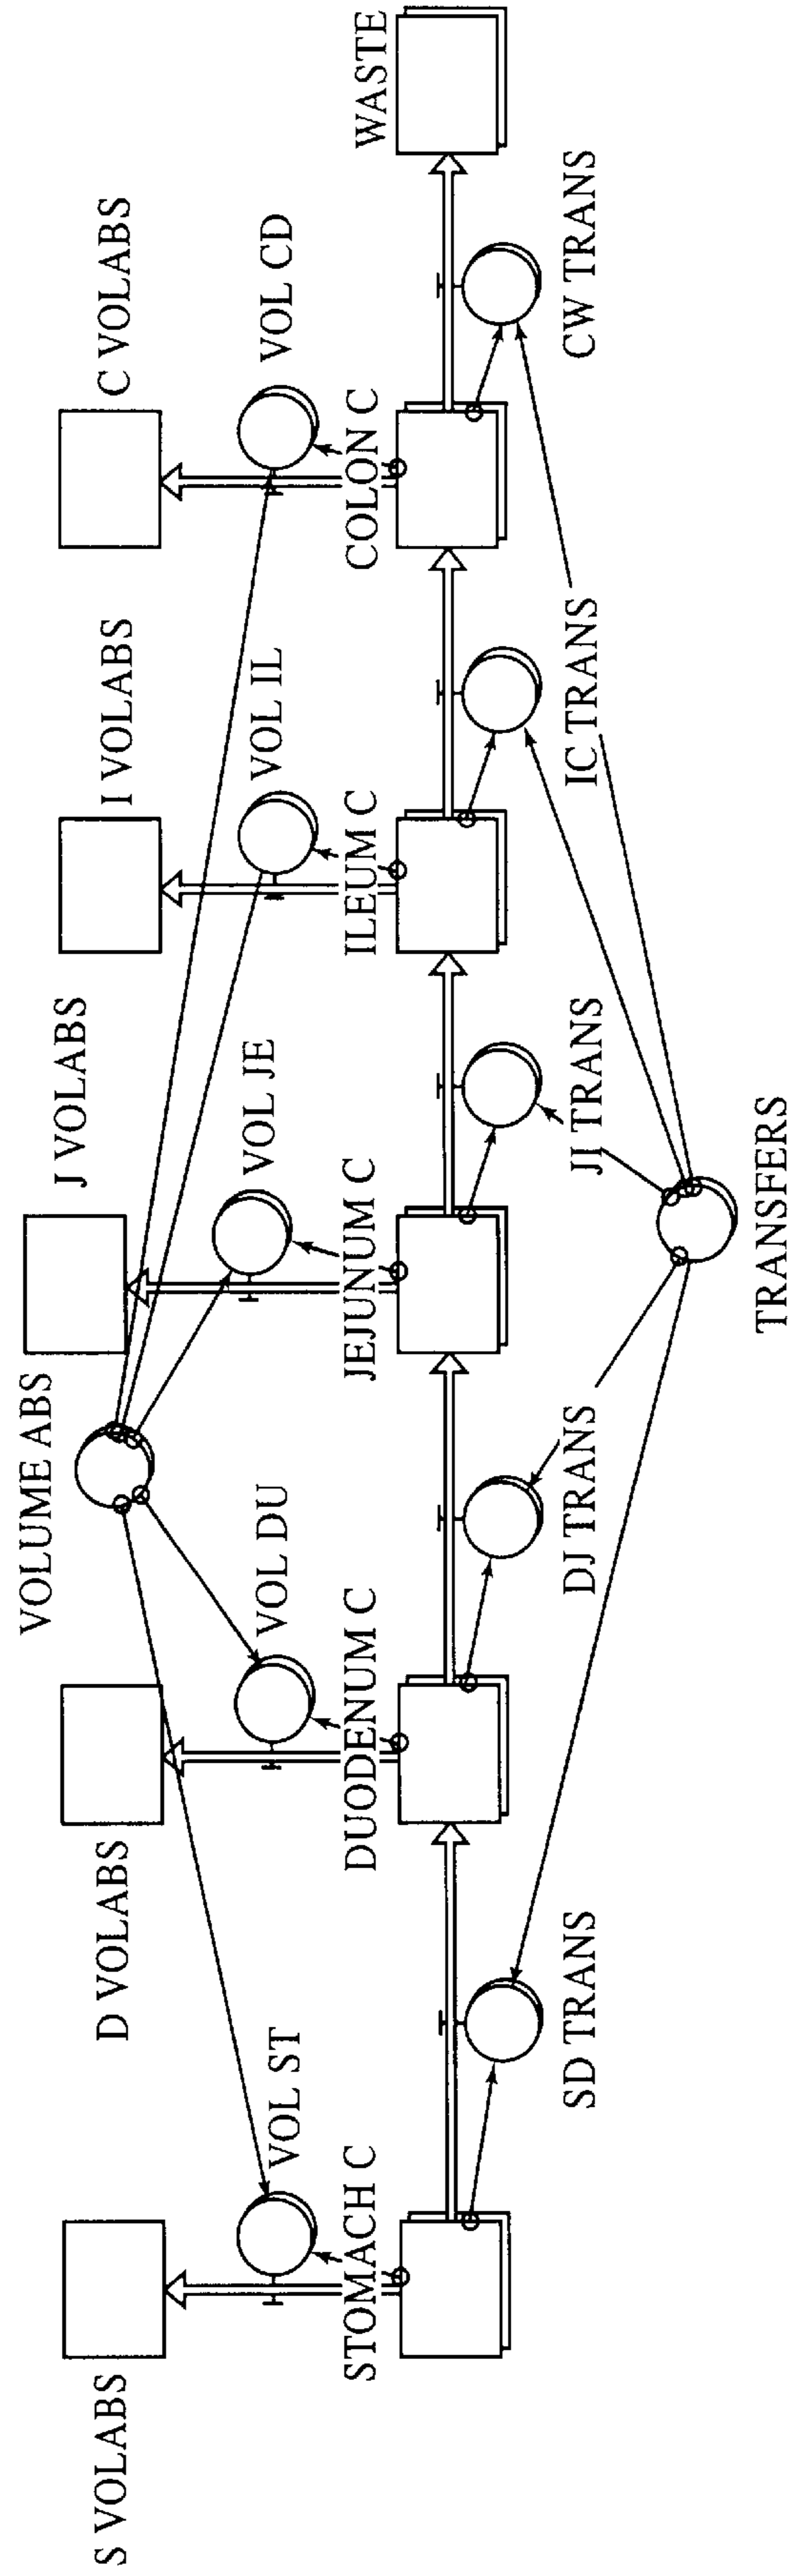 S VOLABS
D VOLABS
VOLUME ABS
J VOLABS
I VOLABS
C VOLABS
VOL ST
VOL DU
VOL JE
VOL IL
VOL CD
STOMACH C
DUODENUM C
JEJUNUM C
ILEUM C
COLON C
WASTE
SD TRANS
DJ TRANS
JI TRANS
IC TRANS
CW TRANS
TRANSFERS